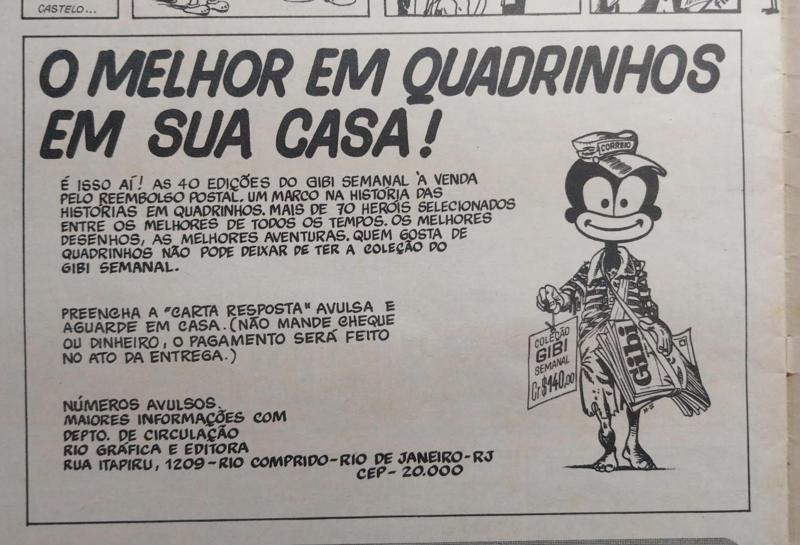 CASTELO...
O MELHOR EM QUADRINHOS
EM SUA CASA!
É ISSO AÍ! AS 40 EDIÇÕES DO GIBI SEMANAL À VENDA
PELO REEMBOLSO POSTAL. UM MARCO NA HISTÓRIA DAS
HISTÓRIAS EM QUADRINHOS. MAIS DE 70 HERÓIS SELECIONADOS
ENTRE OS MELHORES DE TODOS OS TEMPOS. OS MELHORES
DESENHOS, AS MELHORES AVENTURAS. QUEM GOSTA DE
QUADRINHOS NÃO PODE DEIXAR DE TER A COLEÇÃO DO
GIBI SEMANAL.
PREENCHA A "CARTA RESPOSTA" AVULSA E
AGUARDE EM CASA. (NÃO MANDE CHEQUE
OU DINHEIRO, O PAGAMENTO SERÁ FEITO
NO ATO DA ENTREGA.)
NÚMEROS AVULSOS.
MAIORES INFORMAÇÕES COM
DEPTO. DE CIRCULAÇÃO
RIO GRÁFICA E EDITORA
RUA ITAPIRU, 1209-RIO COMPRIDO-RIO DE JANEIRO-RJ
CEP-20.000
CORREIO
COLEÇÃO
GIBI
SEMANAL
Cr$140,00
Gibi